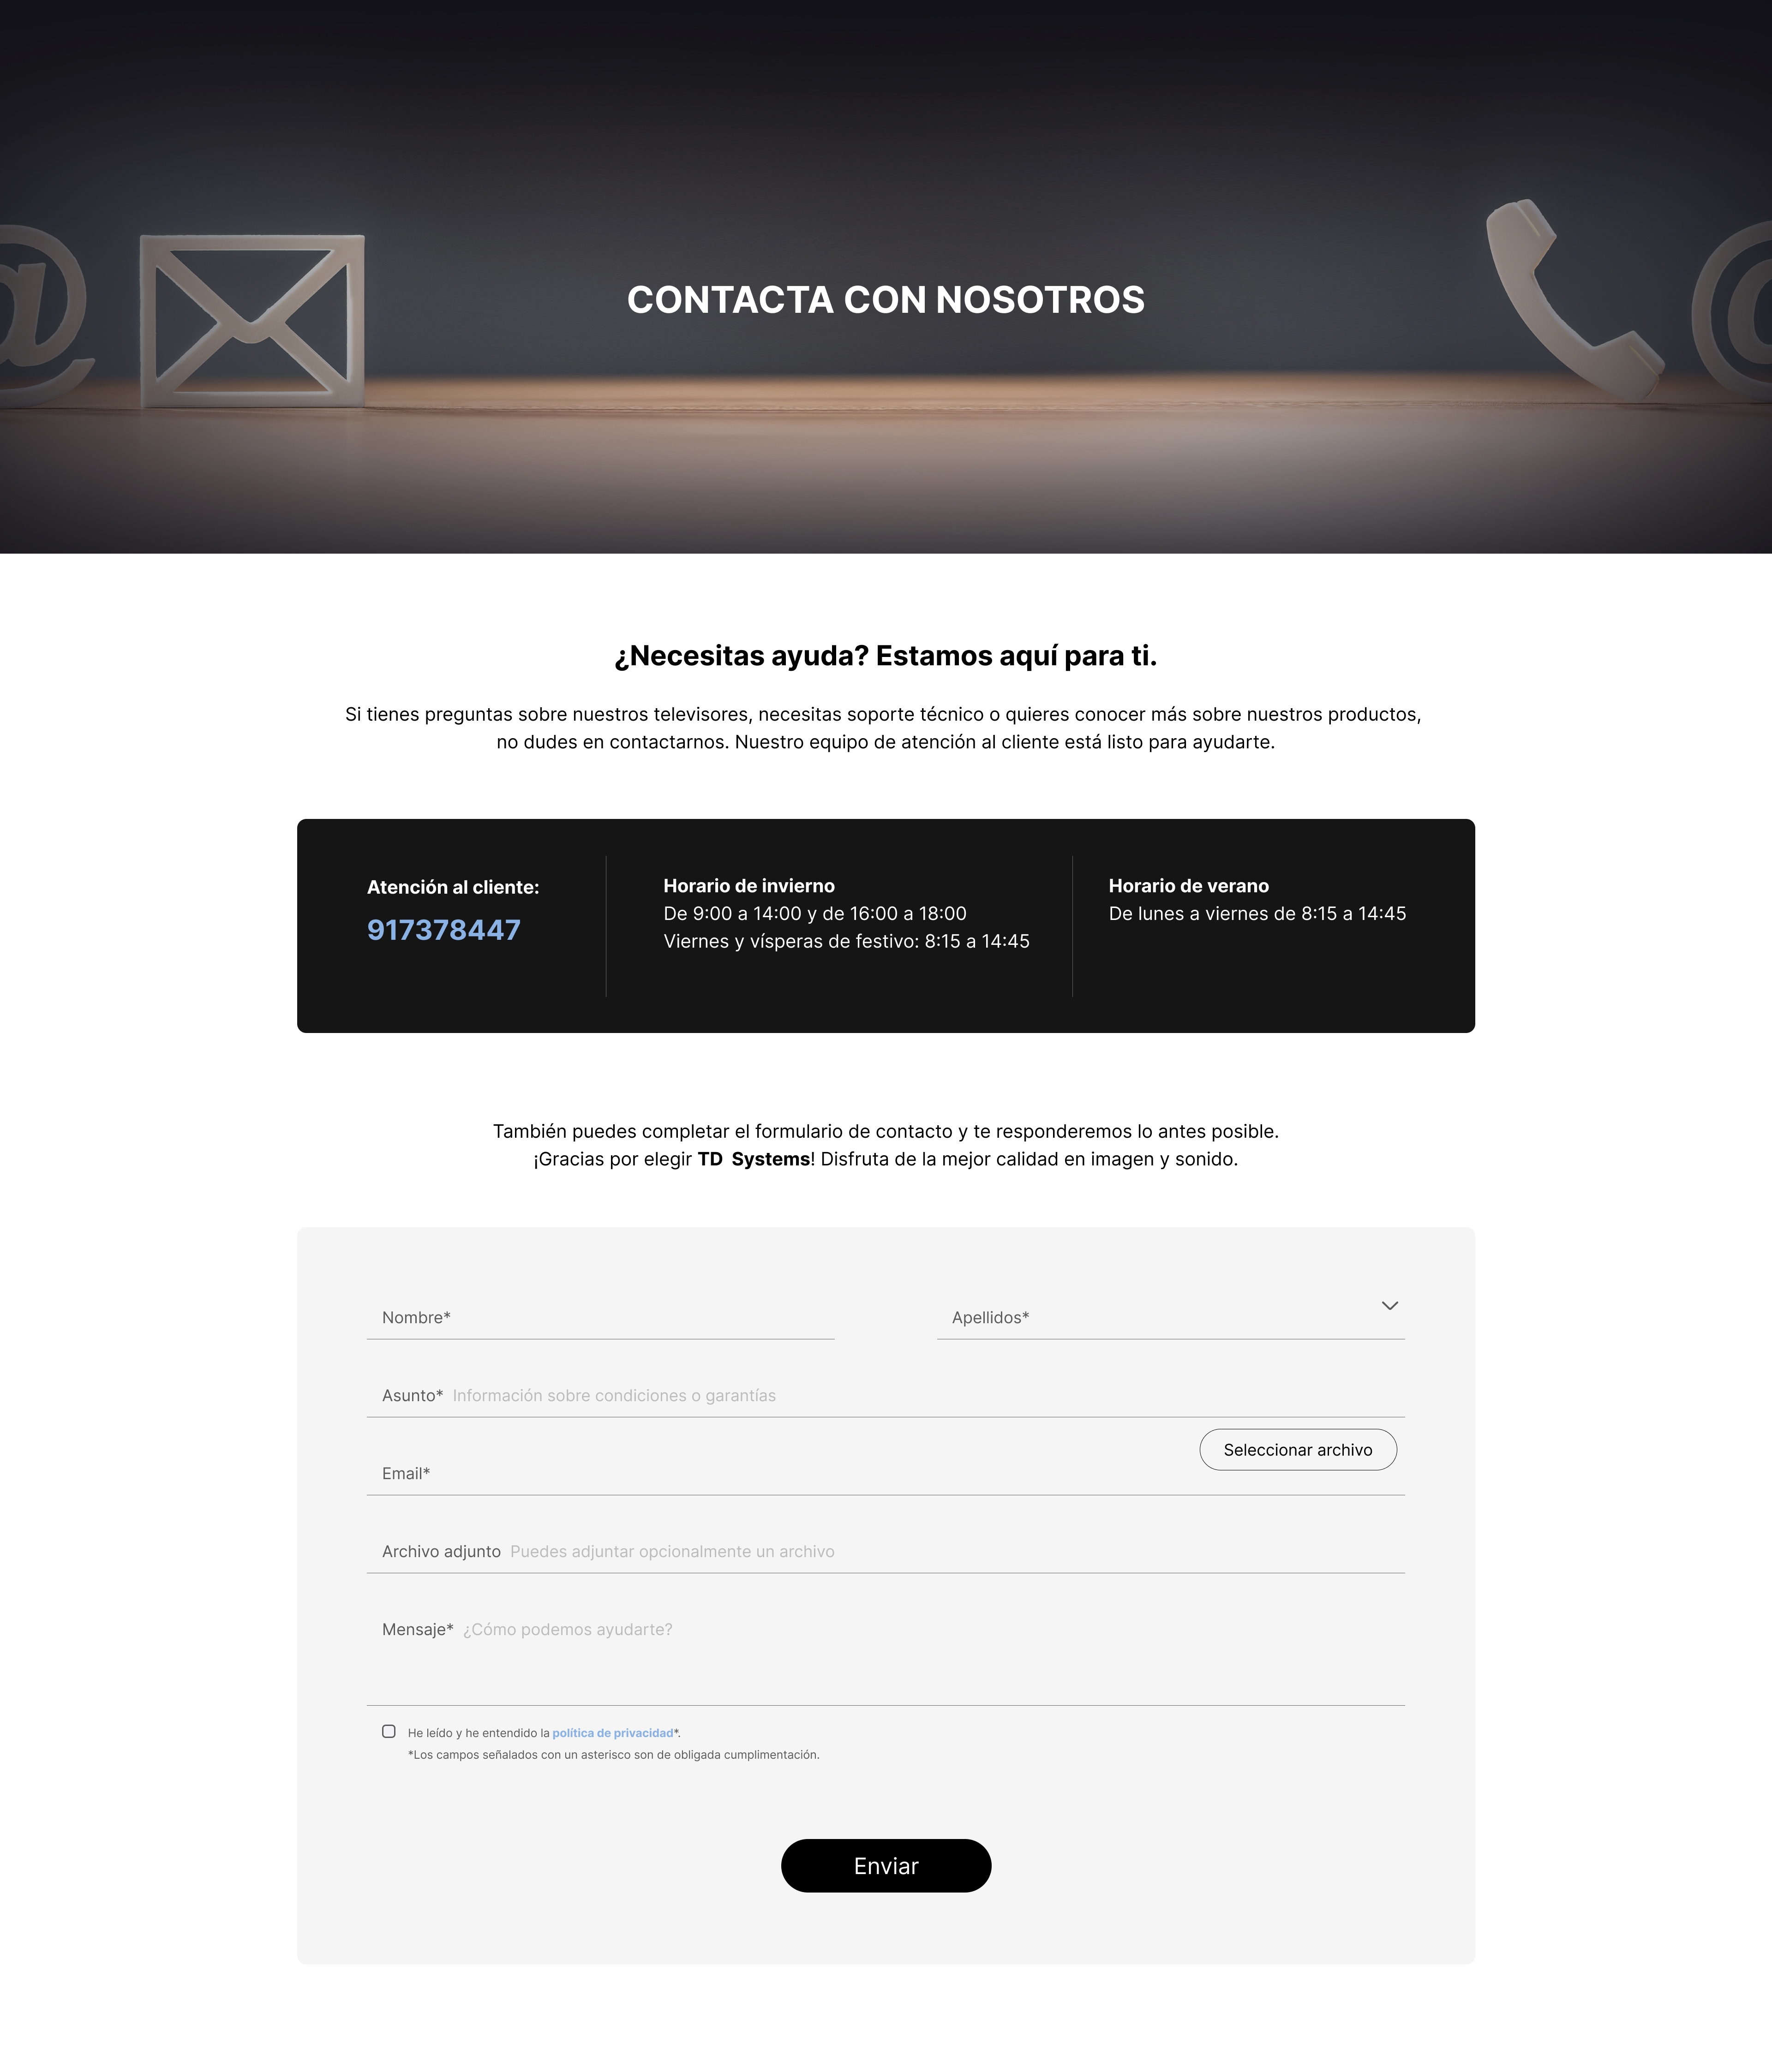 CONTACTA CON NOSOTROS
¿Necesitas ayuda? Estamos aquí para ti.
Si tienes preguntas sobre nuestros televisores, necesitas soporte técnico o quieres conocer más sobre nuestros productos,
no dudes en contactarnos. Nuestro equipo de atención al cliente está listo para ayudarte.
Atención al cliente:
917378447
Horario de invierno
De 9:00 a 14:00 y de 16:00 a 18:00
Viernes y vísperas de festivo: 8:15 a 14:45
Horario de verano
De lunes a viernes de 8:15 a 14:45
También puedes completar el formulario de contacto y te responderemos lo antes posible.
¡Gracias por elegir TD Systems! Disfruta de la mejor calidad en imagen y sonido.
Nombre*
Apellidos*
Asunto* Información sobre condiciones o garantías
Seleccionar archivo
Email*
Archivo adjunto Puedes adjuntar opcionalmente un archivo
Mensaje* ¿Cómo podemos ayudarte?
He leído y he entendido la política de privacidad*.
*Los campos señalados con un asterisco son de obligada cumplimentación.
Enviar